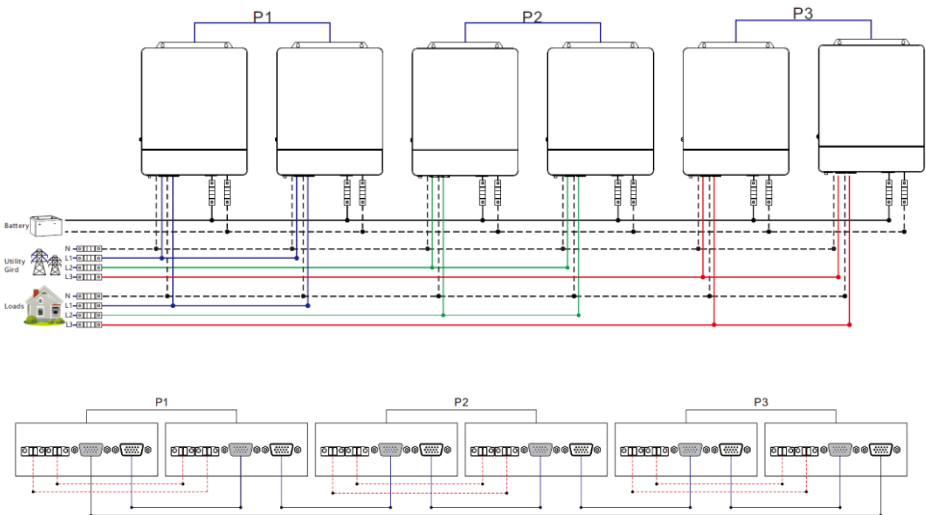 P1 P2 P3
Battery
N
Utility L1
Gird L2
L3
N
Loads L1
L2
L3
P1 P2 P3